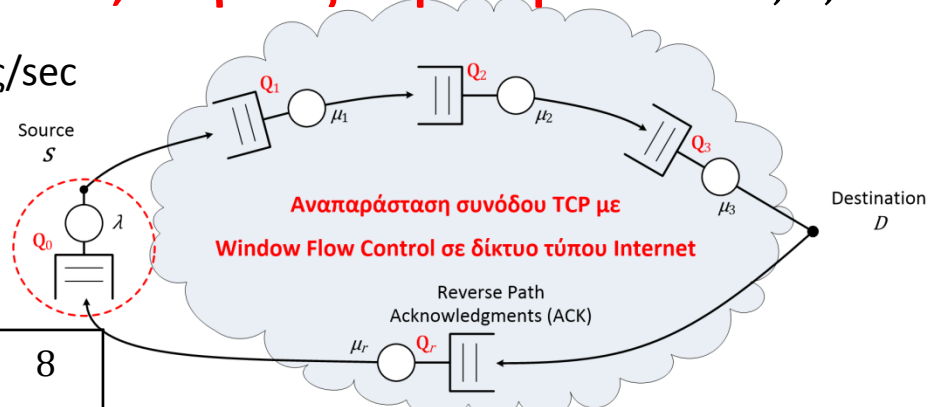 ς/sec
Source
S
Q₀
λ
Q₁
μ₁
Q₂
μ₂
Q₃
μ₃
Destination
D
Αναπαράσταση συνόδου TCP με
Window Flow Control σε δίκτυο τύπου Internet
Reverse Path
Acknowledgments (ACK)
μᵣ
Qᵣ
8